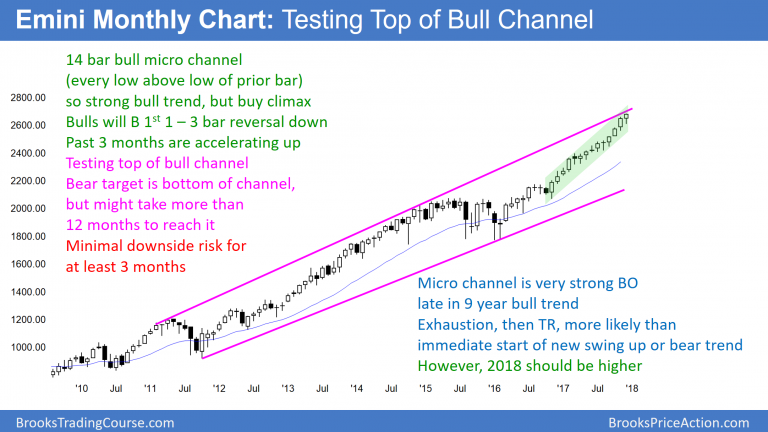 Emini Monthly Chart: Testing Top of Bull Channel
14 bar bull micro channel
(every low above low of prior bar)
so strong bull trend, but buy climax
Bulls will B 1st 1 – 3 bar reversal down
Past 3 months are accelerating up
Testing top of bull channel
Bear target is bottom of channel,
but might take more than
12 months to reach it
Minimal downside risk for
at least 3 months
2800.00
2600.00
2400.00
2200.00
2000.00
1800.00
1600.00
1400.00
1200.00
1000.00
Micro channel is very strong BO
late in 9 year bull trend
Exhaustion, then TR, more likely than
immediate start of new swing up or bear trend
However, 2018 should be higher
'10 Jul '11 Jul '12 Jul '13 Jul '14 Jul '15 Jul '16 Jul '17 Jul '18
BrooksTradingCourse.com BrooksPriceAction.com